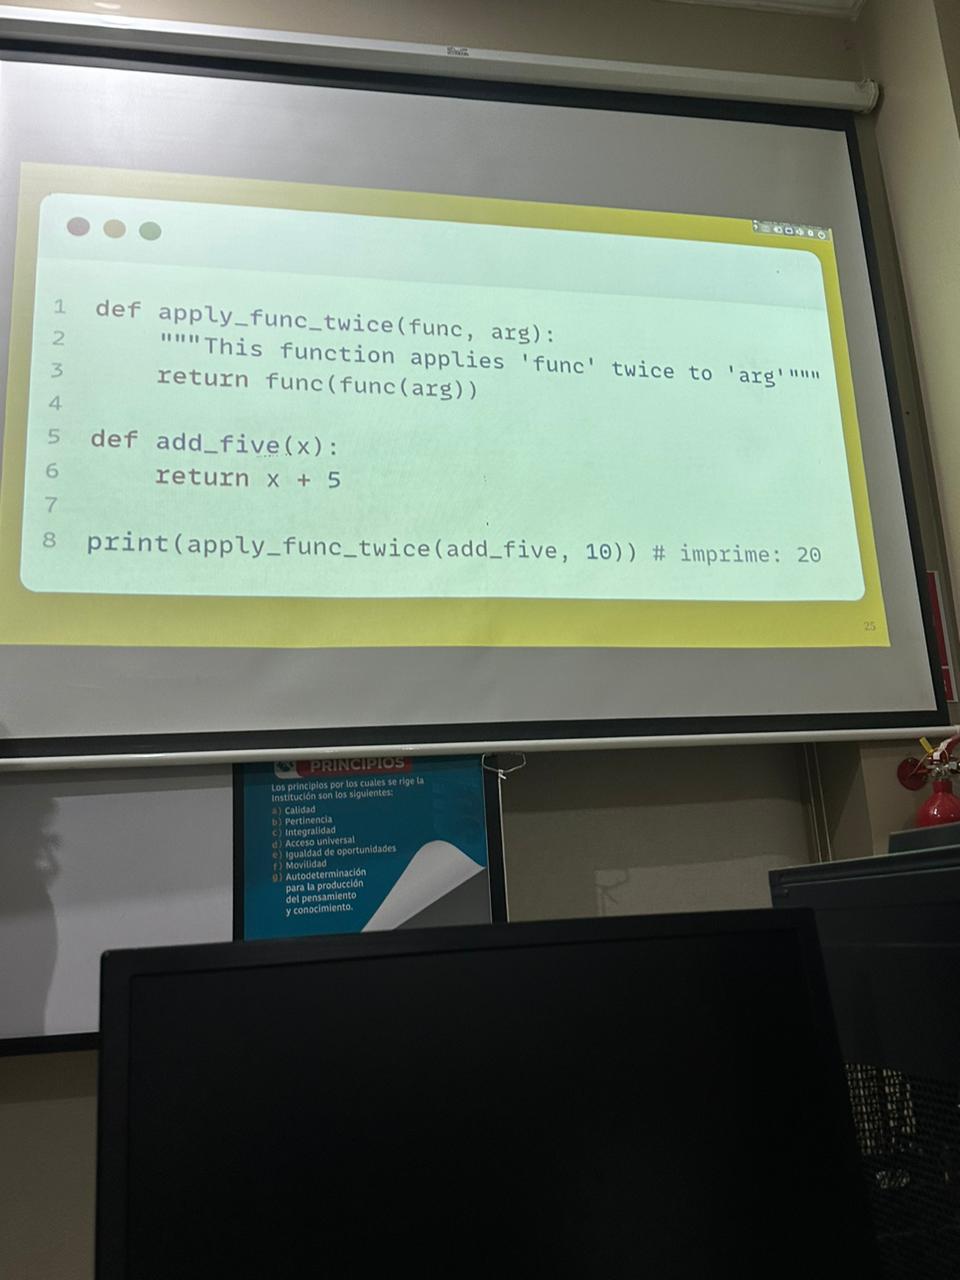 1 def apply_func_twice(func, arg):
2     """This function applies 'func' twice to 'arg'"""
3     return func(func(arg))
4
5 def add_five(x):
6     return x + 5
7
8 print(apply_func_twice(add_five, 10)) # imprime: 20
25
PRINCIPIOS
Los principios por los cuales se rige la
Institución son los siguientes:
a) Calidad
b) Pertinencia
c) Integralidad
d) Acceso universal
e) Igualdad de oportunidades
f) Movilidad
g) Autodeterminación
para la producción
del pensamiento
y conocimiento.